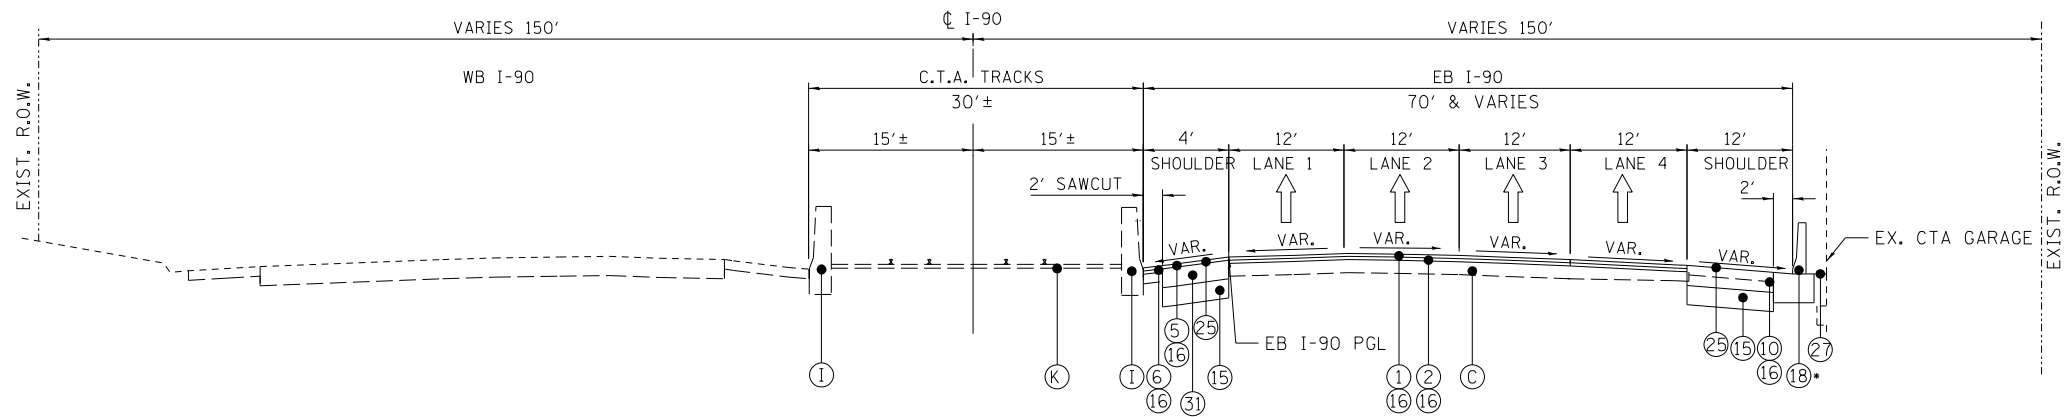 ℄ I-90
VARIES 150'
VARIES 150'
WB I-90
C.T.A. TRACKS
EB I-90
30'±
70' & VARIES
EXIST. R.O.W.
15'±
15'±
4'
12'
12'
12'
12'
12'
SHOULDER
LANE 1
LANE 2
LANE 3
LANE 4
SHOULDER
2' SAWCUT
2'
EXIST. R.O.W.
VAR.
VAR.
VAR.
VAR.
VAR.
VAR.
EX. CTA GARAGE
5
16
25
EB I-90 PGL
25
15
10
16
27
I
K
I
6
16
31
15
1
16
2
16
C
18*